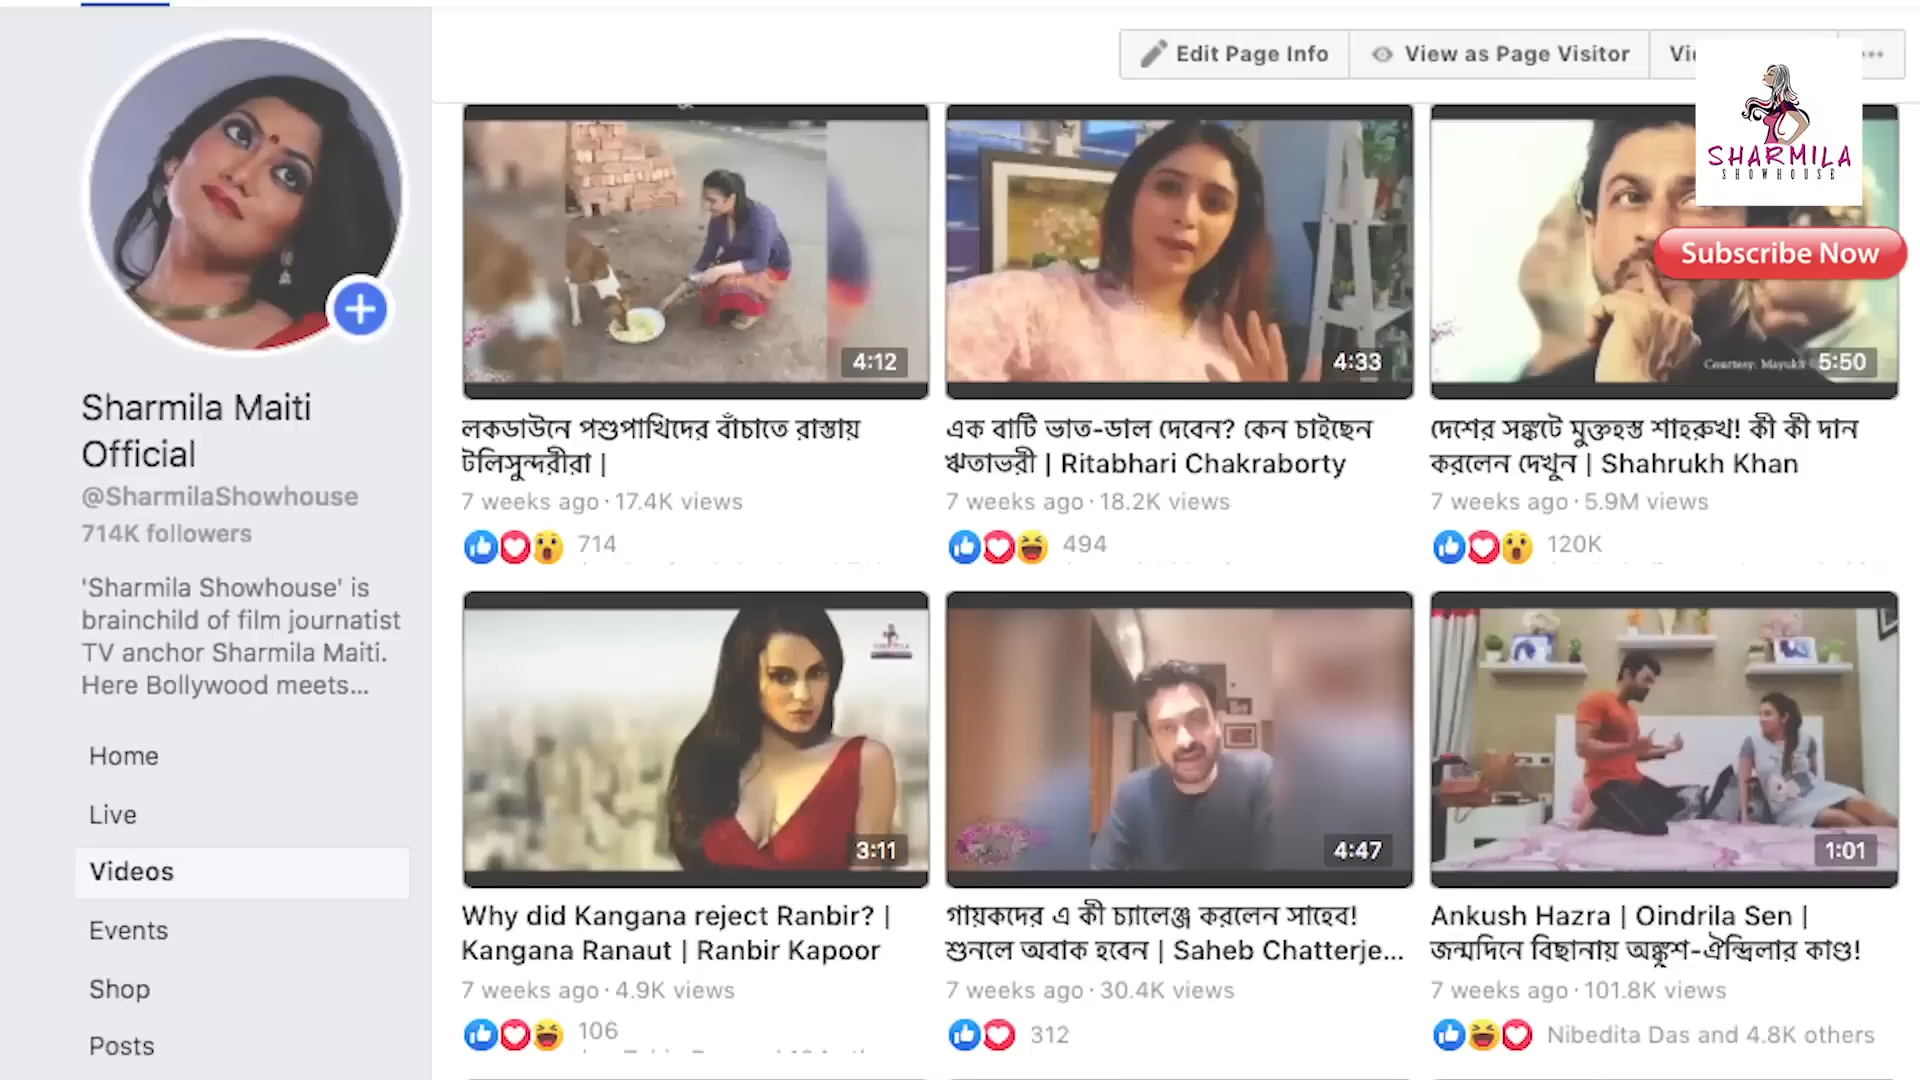 Edit Page Info
View as Page Visitor
SHARMILA
SHOWHOUSE
Subscribe Now
Sharmila Maiti
Official
@SharmilaShowhouse
714K followers
'Sharmila Showhouse' is
brainchild of film journatist
TV anchor Sharmila Maiti.
Here Bollywood meets...
Home
Live
Videos
Events
Shop
Posts
4:12
লকডাউনে পশুপাখিদের বাঁচাতে রাস্তায়
টলিসুন্দরীরা |
7 weeks ago · 17.4K views
714
4:33
এক বাটি ভাত-ডাল দেবেন? কেন চাইছেন
ঋতাভরী | Ritabhari Chakraborty
7 weeks ago · 18.2K views
494
Courtesy: Mayukh
5:50
দেশের সঙ্কটে মুক্তহস্ত শাহরুখ! কী কী দান
করলেন দেখুন | Shahrukh Khan
7 weeks ago · 5.9M views
120K
3:11
Why did Kangana reject Ranbir? |
Kangana Ranaut | Ranbir Kapoor
7 weeks ago · 4.9K views
106
4:47
গায়কদের এ কী চ্যালেঞ্জ করলেন সাহেব!
শুনলে অবাক হবেন | Saheb Chatterje...
7 weeks ago · 30.4K views
312
1:01
Ankush Hazra | Oindrila Sen |
জন্মদিনে বিছানায় অঙ্কুশ-ঐন্দ্রিলার কাণ্ড!
7 weeks ago · 101.8K views
Nibedita Das and 4.8K others